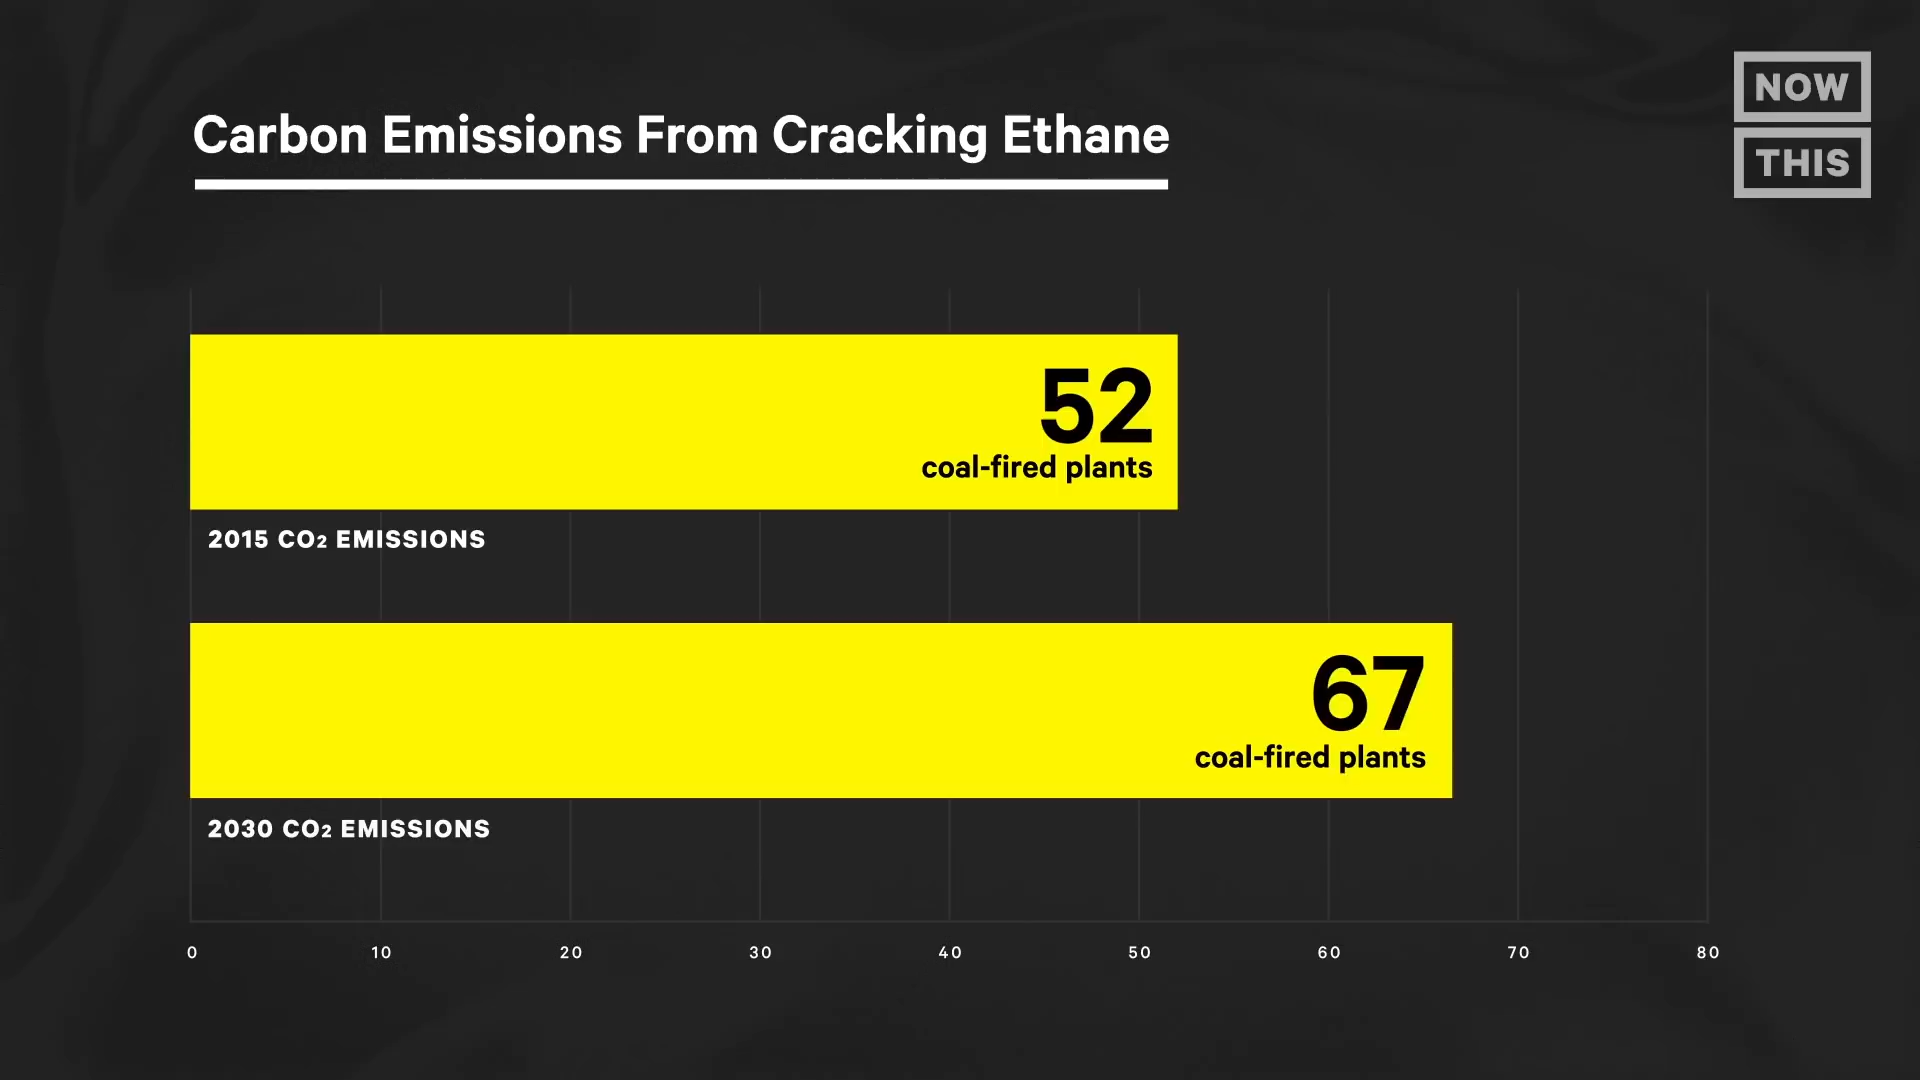 Carbon Emissions From Cracking Ethane
NOW
THIS
52
coal-fired plants
2015 CO₂ EMISSIONS
67
coal-fired plants
2030 CO₂ EMISSIONS
0 10 20 30 40 50 60 70 80